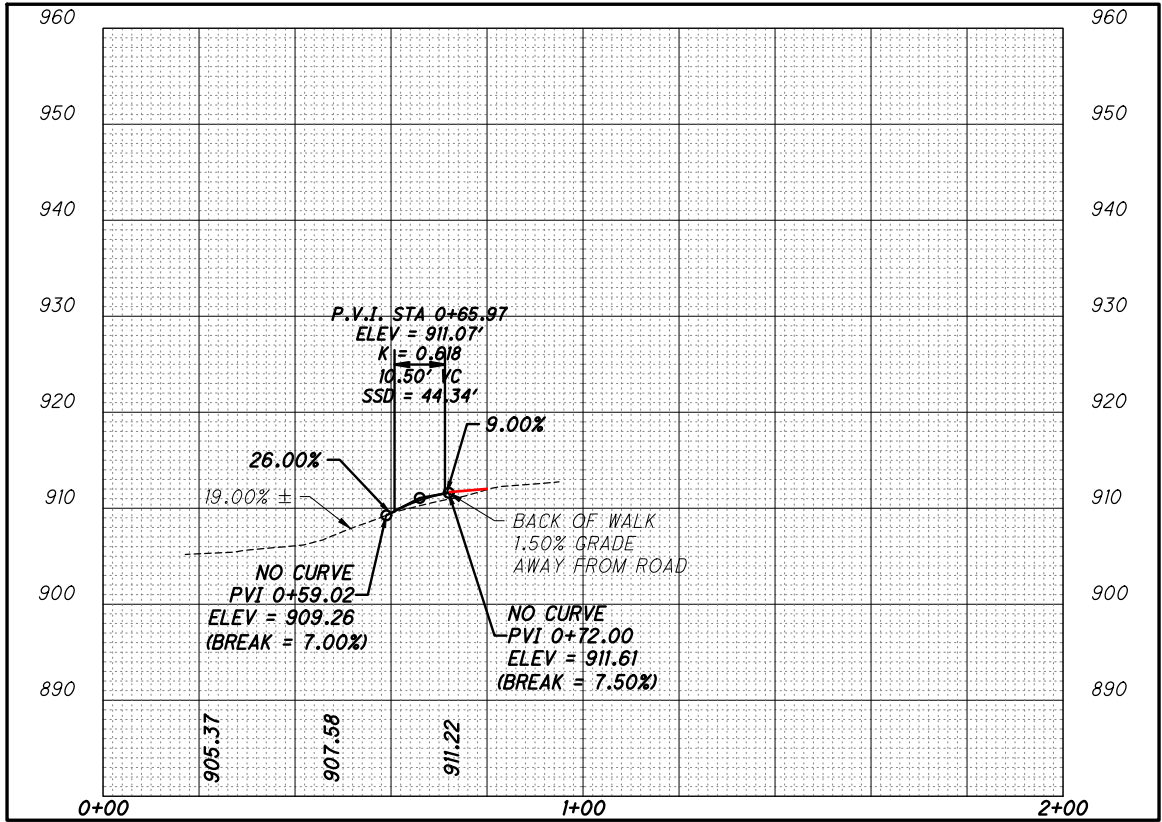 960
960
950
950
940
940
930
930
P.V.I. STA 0+65.97
ELEV = 911.07'
K = 0.618
10.50' VC
SSD = 44.34'
920
920
9.00%
26.00%
19.00% ±
910
910
BACK OF WALK
1.50% GRADE
AWAY FROM ROAD
NO CURVE
PVI 0+59.02
ELEV = 909.26
(BREAK = 7.00%)
900
900
NO CURVE
PVI 0+72.00
ELEV = 911.61
(BREAK = 7.50%)
890
890
905.37
907.58
911.22
0+00
1+00
2+00